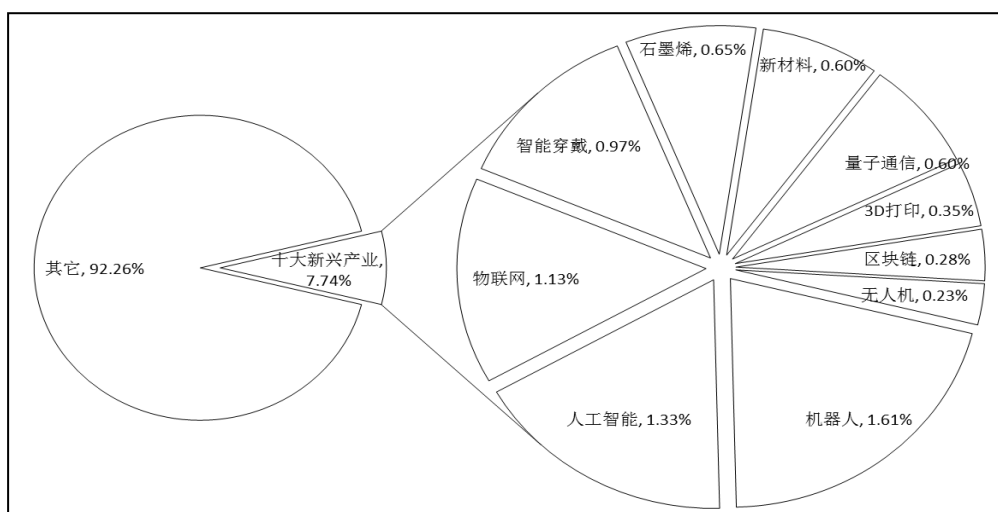 石墨烯, 0.65%
新材料, 0.60%
智能穿戴, 0.97%
量子通信, 0.60%
3D打印, 0.35%
其它, 92.26%
十大新兴产业,
7.74%
物联网, 1.13%
区块链, 0.28%
无人机, 0.23%
人工智能, 1.33%
机器人, 1.61%